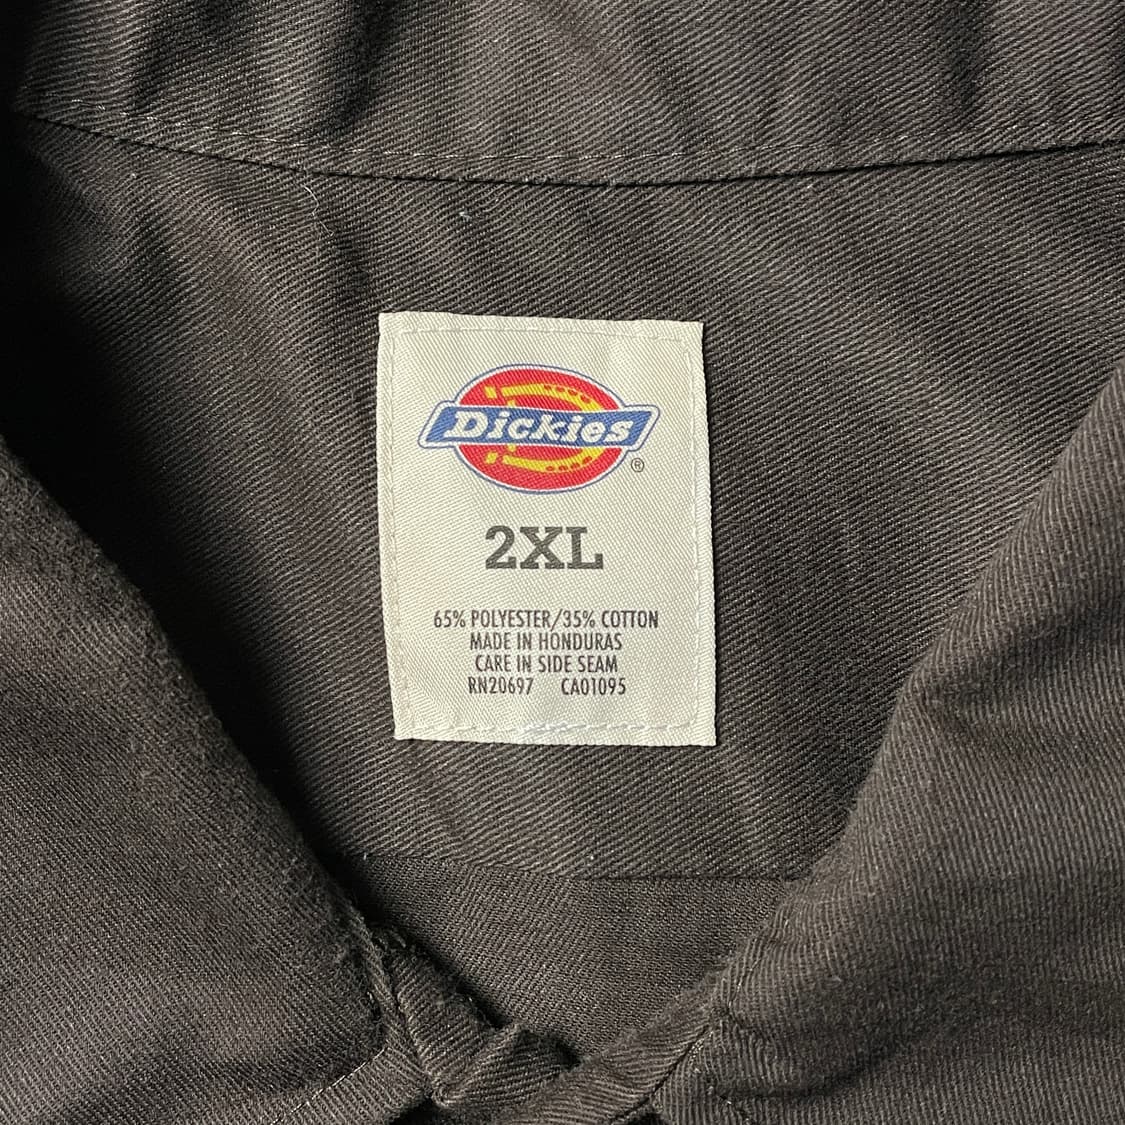 Dickies
®
2XL
65% POLYESTER/35% COTTON
MADE IN HONDURAS
CARE IN SIDE SEAM
RN20697 CA01095